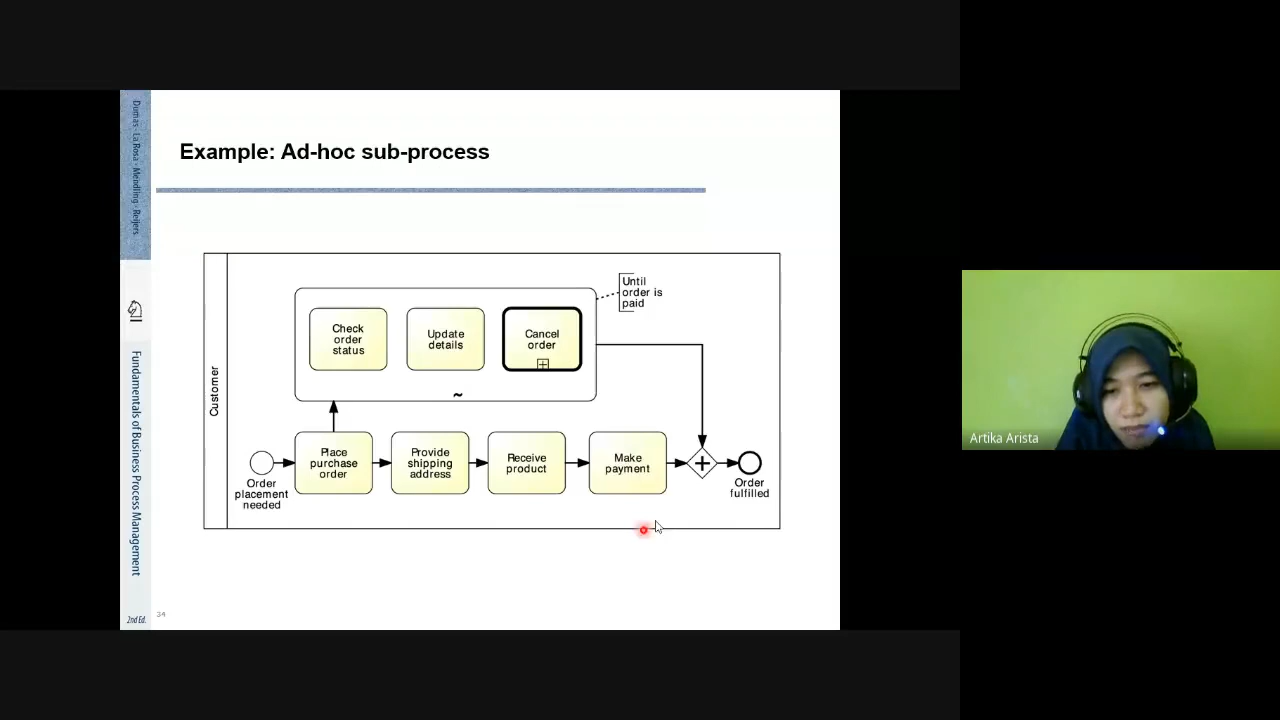 Dumas · La Rosa · Mendling · Reijers
Fundamentals of Business Process Management
2nd Ed.
Example: Ad-hoc sub-process
Customer
Until
order is
paid
Check
order
status
Update
details
Cancel
order
Order
placement
needed
Place
purchase
order
Provide
shipping
address
Receive
product
Make
payment
Order
fulfilled
34
Artika Arista